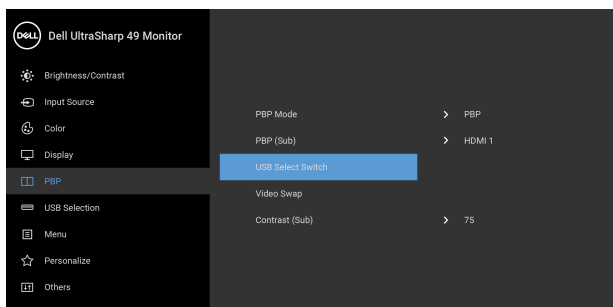 DELL Dell UltraSharp 49 Monitor
Brightness/Contrast
Input Source
Color
Display
PBP
USB Selection
Menu
Personalize
Others
PBP Mode > PBP
PBP (Sub) > HDMI 1
USB Select Switch
Video Swap
Contrast (Sub) > 75